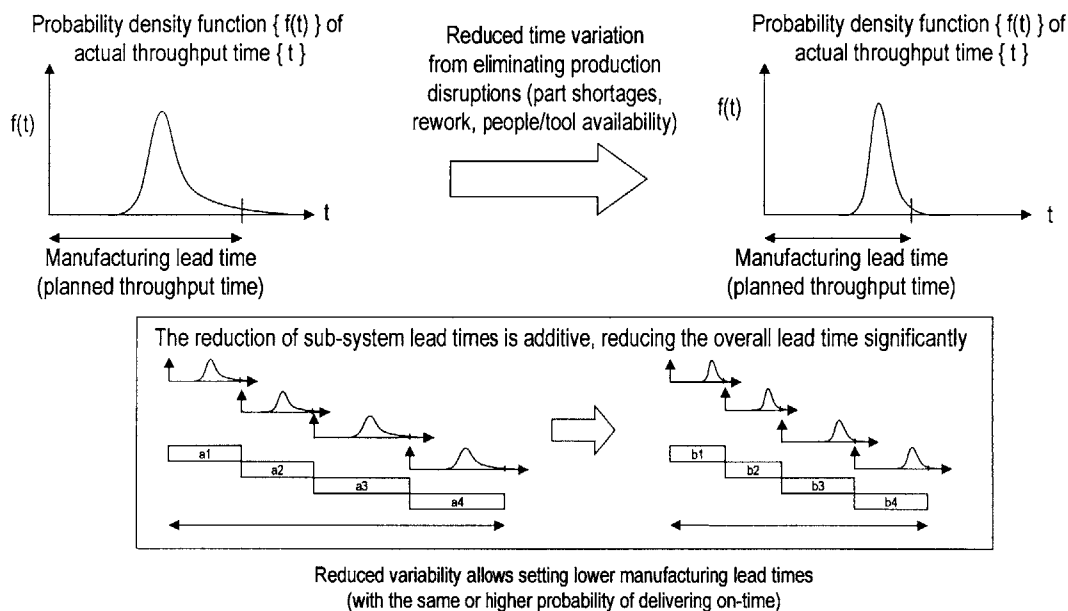 Probability density function { f(t) } of
actual throughput time { t }
f(t)
t
Manufacturing lead time
(planned throughput time)
Reduced time variation
from eliminating production
disruptions (part shortages,
rework, people/tool availability)
Probability density function { f(t) } of
actual throughput time { t }
f(t)
t
Manufacturing lead time
(planned throughput time)
The reduction of sub-system lead times is additive, reducing the overall lead time significantly
a1
a2
a3
a4
b1
b2
b3
b4
Reduced variability allows setting lower manufacturing lead times
(with the same or higher probability of delivering on-time)